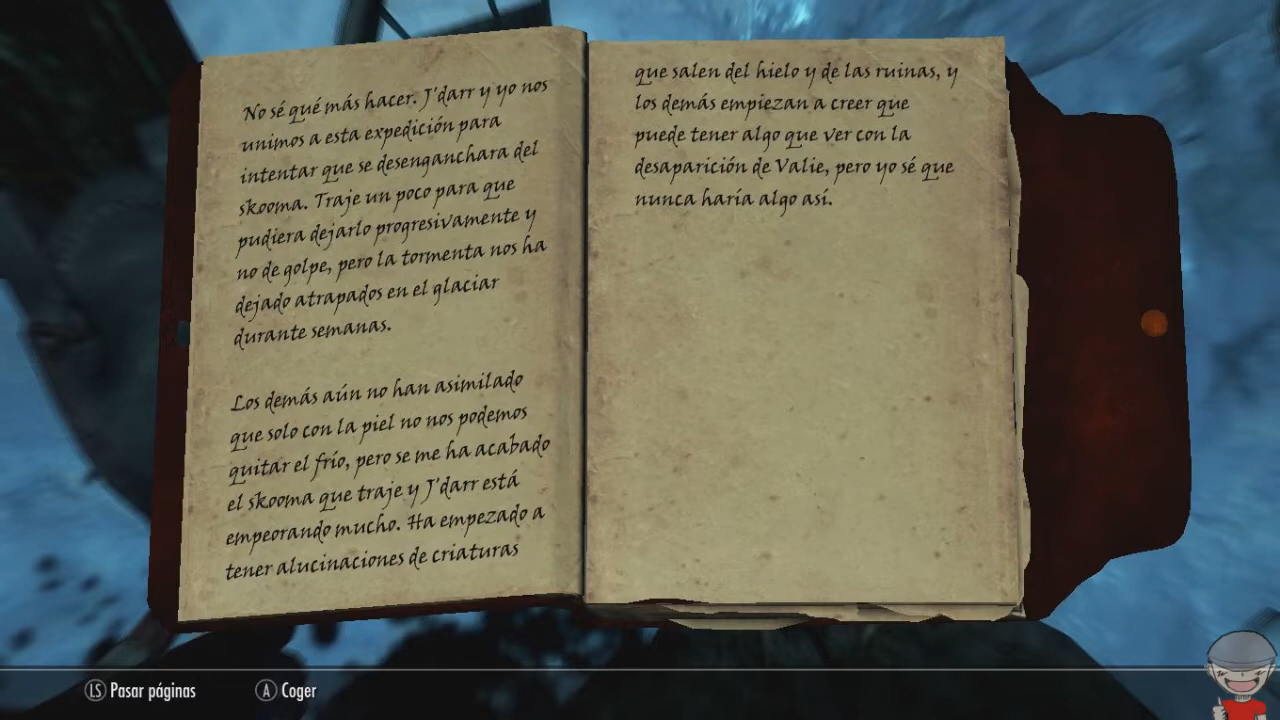 No sé qué más hacer. J'darr y yo nos
unimos a esta expedición para
intentar que se desenganchara del
skooma. Traje un poco para que
pudiera dejarlo progresivamente y
no de golpe, pero la tormenta nos ha
dejado atrapados en el glaciar
durante semanas.
Los demás aún no han asimilado
que solo con la piel no nos podemos
quitar el frío, pero se me ha acabado
el skooma que traje y J'darr está
empeorando mucho. Ha empezado a
tener alucinaciones de criaturas
que salen del hielo y de las ruinas, y
los demás empiezan a creer que
puede tener algo que ver con la
desaparición de Valie, pero yo sé que
nunca haría algo así.
LS Pasar páginas
A Coger